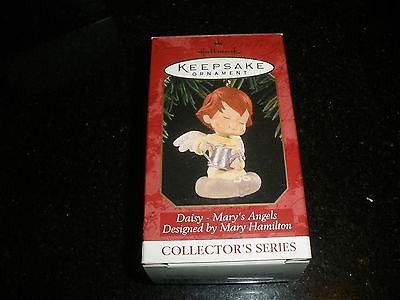 Hallmark
KEEPSAKE
ORNAMENT
Daisy - Mary's Angels
Designed by Mary Hamilton
COLLECTOR'S SERIES